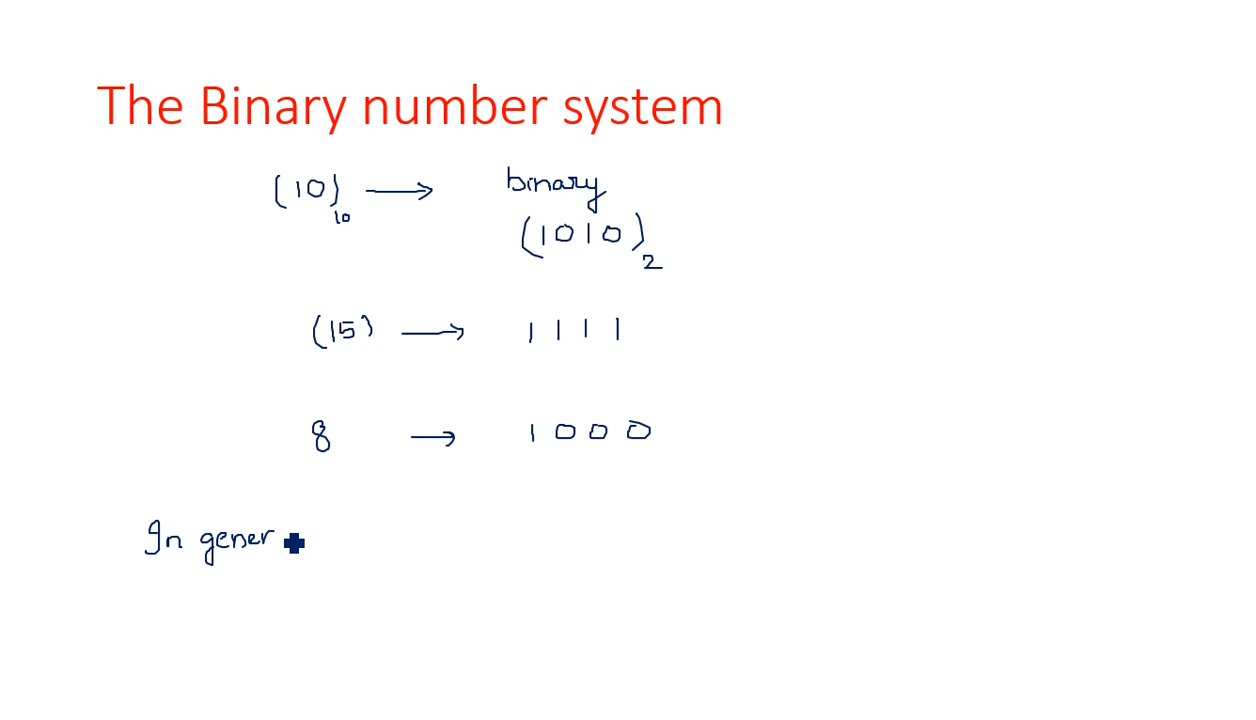 The Binary number system
(10)10 → binary
(1010)2
(15) → 1111
8 → 1000
In gener